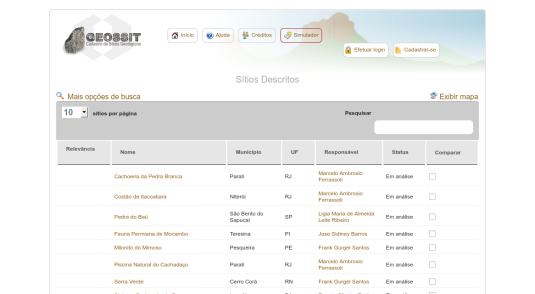 GEOSSIT
Cadastro de Sítios Geológicos
Início Ajuda Créditos Simulador
Efetuar login Cadastrar-se
Sítios Descritos
Mais opções de busca Exibir mapa
10 sítios por página Pesquisar
Relevância Nome Município UF Responsável Status Comparar
Cachoeira da Pedra Branca Parati RJ Marcelo Ambrosio Ferrassoli Em análise
Costão de Itacoatiara Niterói RJ Marcelo Ambrosio Ferrassoli Em análise
Pedra do Baú São Bento do Sapucaí SP Ligia Maria de Almeida Leite Ribeiro Em análise
Fauna Permiana de Mocambo Teresina PI Jose Sidiney Barros Em análise
Milonito do Mimoso Pesqueira PE Frank Gurgel Santos Em análise
Piscina Natural do Cachadaço Parati RJ Marcelo Ambrosio Ferrassoli Em análise
Serra Verde Cerro Corá RN Frank Gurgel Santos Em análise